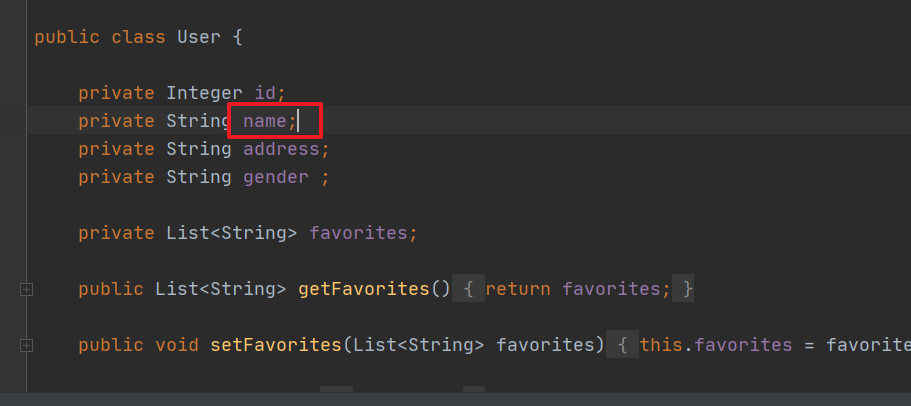 public class User {
private Integer id;
private String name;
private String address;
private String gender ;
private List<String> favorites;
public List<String> getFavorites() { return favorites; }
public void setFavorites(List<String> favorites) { this.favorites = favorite